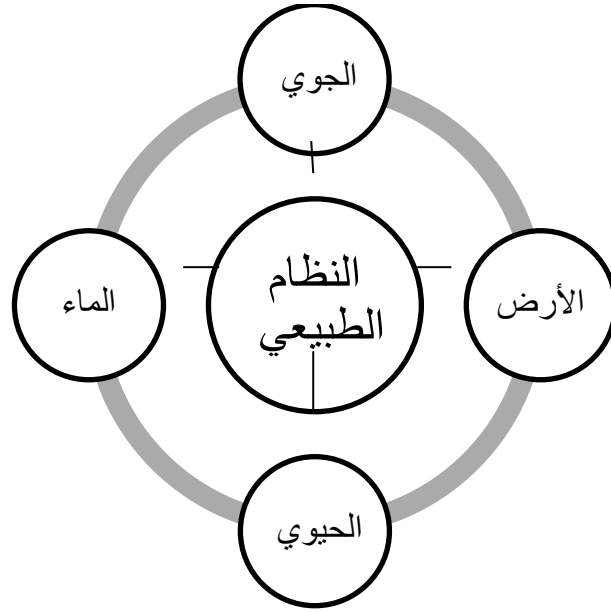 الجوي
النظام
الطبيعي
الأرض
الماء
الحيوي